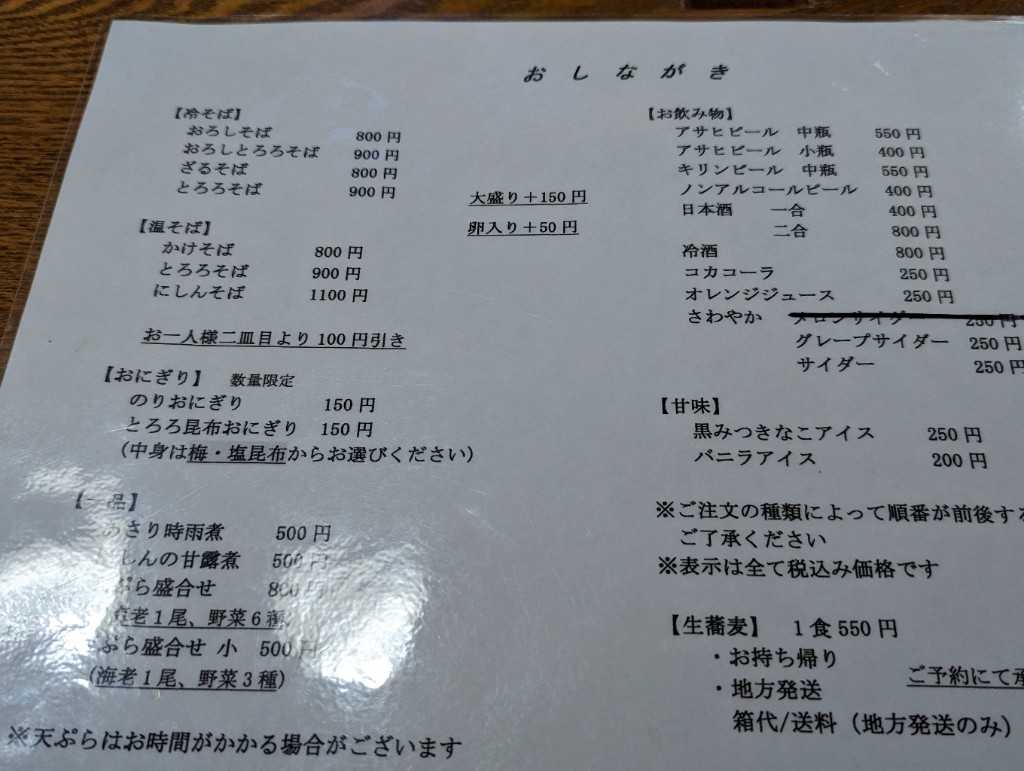 おしながき
【冷そば】
おろしそば 800円
おろしとろろそば 900円
ざるそば 800円
とろろそば 900円
大盛り＋150円
卵入り＋50円
【温そば】
かけそば 800円
とろろそば 900円
にしんそば 1100円
お一人様二皿目より100円引き
【おにぎり】 数量限定
のりおにぎり 150円
とろろ昆布おにぎり 150円
（中身は梅・塩昆布からお選びください）
【一品】
あさり時雨煮 500円
しんの甘露煮 500円
ぷら盛合せ 800円
海老1尾、野菜6種
ぷら盛合せ 小 500円
（海老1尾、野菜3種）
※天ぷらはお時間がかかる場合がございます
【お飲み物】
アサヒビール 中瓶 550円
アサヒビール 小瓶 400円
キリンビール 中瓶 550円
ノンアルコールビール 400円
日本酒 一合 400円
二合 800円
冷酒 800円
コカコーラ 250円
オレンジジュース 250円
さわやか メロンサイダー 250円
グレープサイダー 250円
サイダー 250円
【甘味】
黒みつきなこアイス 250円
バニラアイス 200円
※ご注文の種類によって順番が前後する
ご了承ください
※表示は全て税込み価格です
【生蕎麦】 1食550円
・お持ち帰り
・地方発送
ご予約にて承
箱代/送料（地方発送のみ）